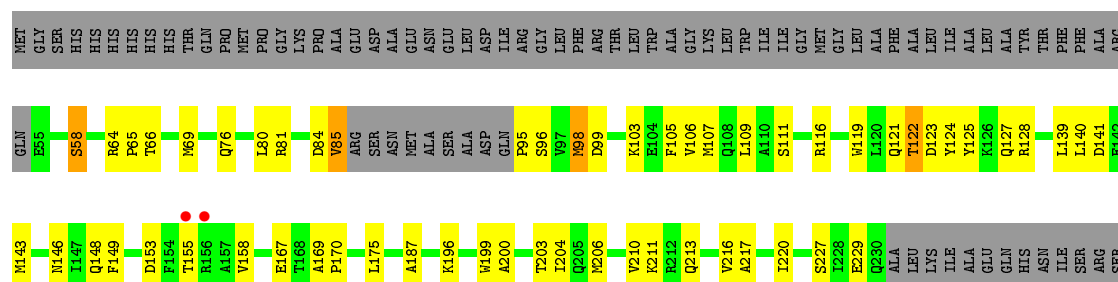 MET GLY SER HIS HIS HIS HIS HIS HIS THR GLN PRO MET PRO GLY LYS PRO ALA GLU ASP ALA GLU ASN GLU LEU ASP ILE ARG GLY LEU PHE ARG THR LEU TRP ALA GLY LYS LEU TRP ILE ILE GLY MET GLY LEU ALA PHE ALA LEU ILE ALA LEU ALA TYR THR PHE PHE ALA ARG
GLN E55 S58 R64 P65 T66 M69 Q76 L80 R81 D84 V85 ARG SER ASN MET ALA SER ALA ASP GLN P95 S96 V97 M98 D99 K103 E104 F105 V106 M107 Q108 L109 A110 S111 R116 W119 L120 Q121 T122 D123 Y124 Y125 K126 Q127 R128 L139 L140 D141
M143 N146 I147 Q148 F149 D153 F154 T155 R156 A157 V158 E167 T168 A169 P170 L175 A187 K196 W199 A200 T203 I204 Q205 M206 V210 K211 R212 Q213 V216 A217 I220 S227 I228 E229 Q230 ALA LEU LYS ILE ALA GLU GLN HIS ASN ILE SER ARG SER